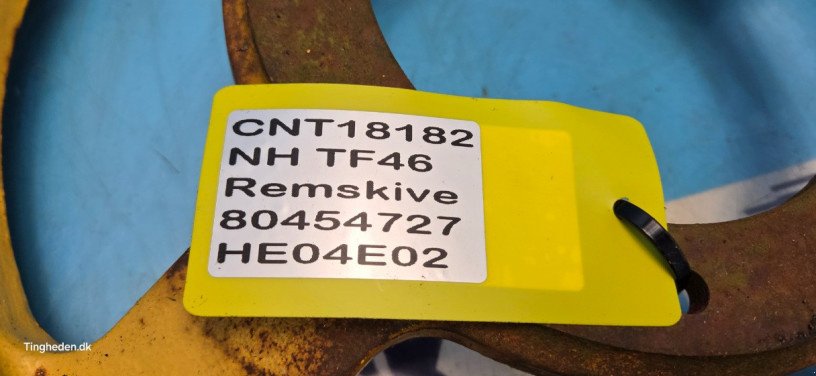 CNT18182
NH TF46
Remskive
80454727
HE04E02
Tingheden.dk